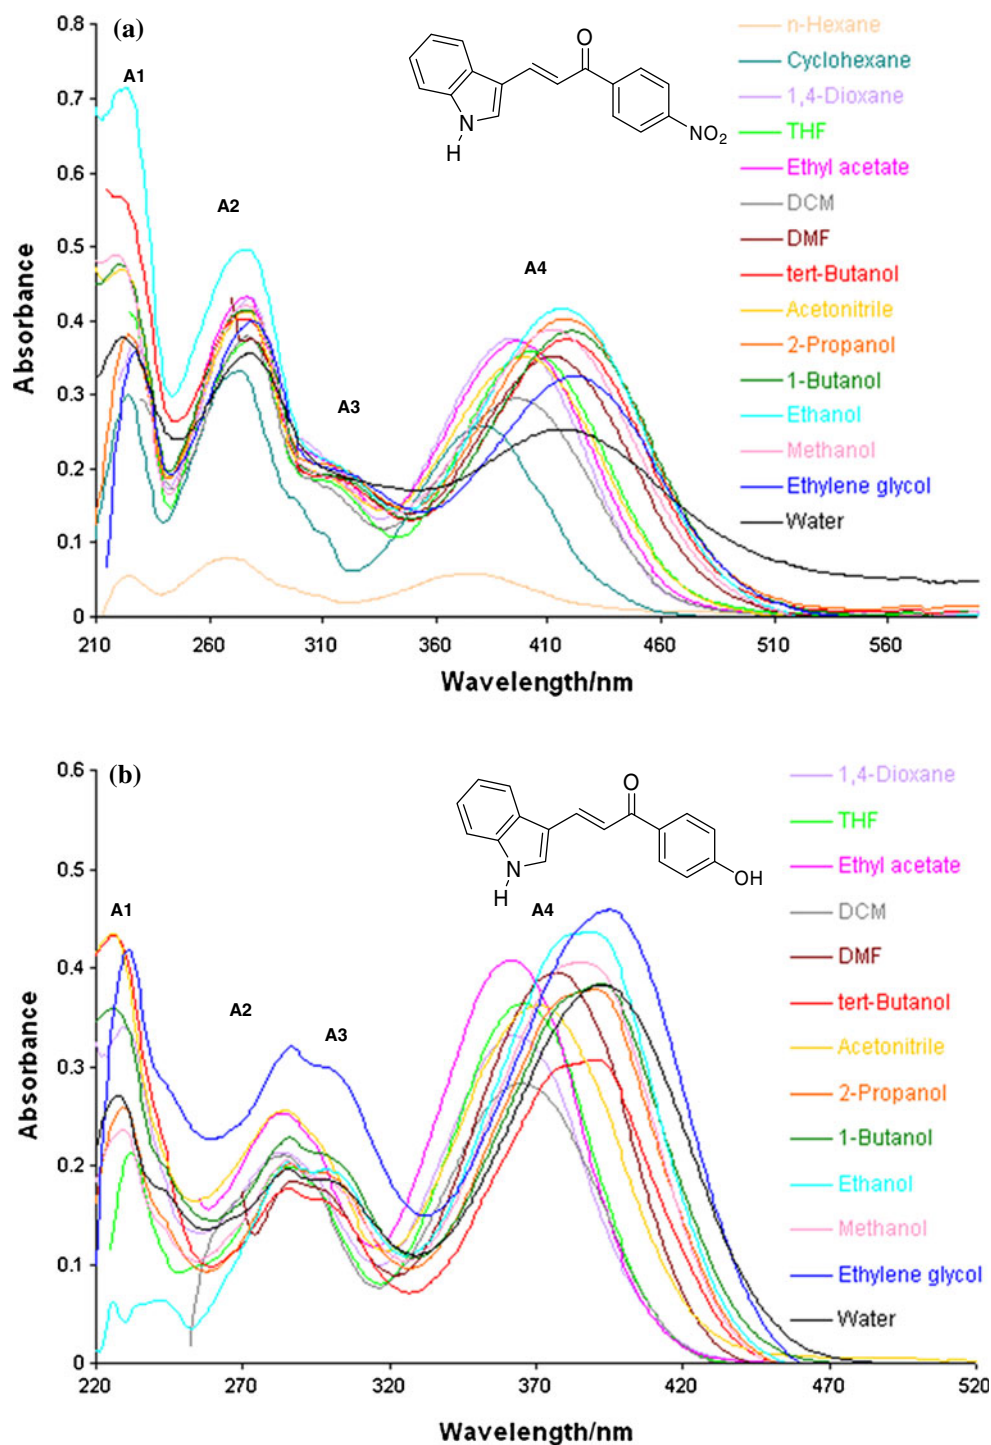 (a)
0.8
0.7
0.6
0.5
0.4
0.3
0.2
0.1
0
Absorbance
A1
A2
A3
A4
O
N
H
NO2
n-Hexane
Cyclohexane
1,4-Dioxane
THF
Ethyl acetate
DCM
DMF
tert-Butanol
Acetonitrile
2-Propanol
1-Butanol
Ethanol
Methanol
Ethylene glycol
Water
210 260 310 360 410 460 510 560
Wavelength/nm
(b)
0.6
0.5
0.4
0.3
0.2
0.1
0
Absorbance
A1
A2
A3
A4
O
N
H
OH
1,4-Dioxane
THF
Ethyl acetate
DCM
DMF
tert-Butanol
Acetonitrile
2-Propanol
1-Butanol
Ethanol
Methanol
Ethylene glycol
Water
220 270 320 370 420 470 520
Wavelength/nm